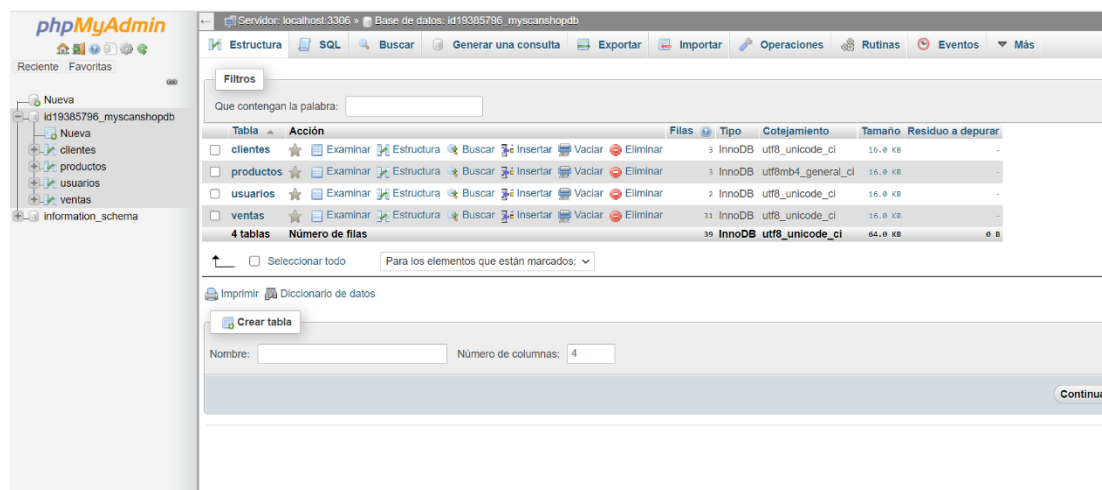 phpMyAdmin
Reciente Favoritas
Nueva
id19385796_myscanshopdb
Nueva
clientes
productos
usuarios
ventas
information_schema
Servidor: localhost:3306 » Base de datos: id19385796_myscanshopdb
Estructura SQL Buscar Generar una consulta Exportar Importar Operaciones Rutinas Eventos Más
Filtros
Que contengan la palabra:
Tabla Acción Filas Tipo Cotejamiento Tamaño Residuo a depurar
clientes Examinar Estructura Buscar Insertar Vaciar Eliminar 3 InnoDB utf8_unicode_ci 16.0 KB -
productos Examinar Estructura Buscar Insertar Vaciar Eliminar 3 InnoDB utf8mb4_general_ci 16.0 KB -
usuarios Examinar Estructura Buscar Insertar Vaciar Eliminar 2 InnoDB utf8_unicode_ci 16.0 KB -
ventas Examinar Estructura Buscar Insertar Vaciar Eliminar 31 InnoDB utf8_unicode_ci 16.0 KB -
4 tablas Número de filas 39 InnoDB utf8_unicode_ci 64.0 KB 0 B
Seleccionar todo Para los elementos que están marcados:
Imprimir Diccionario de datos
Crear tabla
Nombre: Número de columnas: 4
Continua